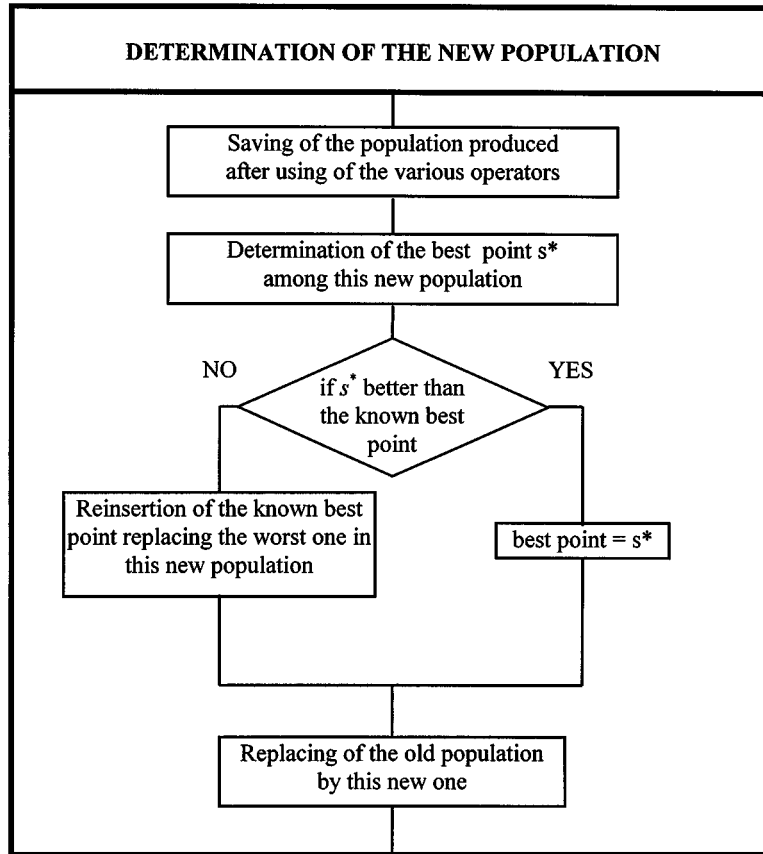 DETERMINATION OF THE NEW POPULATION
Saving of the population produced
after using of the various operators
Determination of the best point s*
among this new population
NO
YES
if s* better than
the known best
point
Reinsertion of the known best
point replacing the worst one in
this new population
best point = s*
Replacing of the old population
by this new one